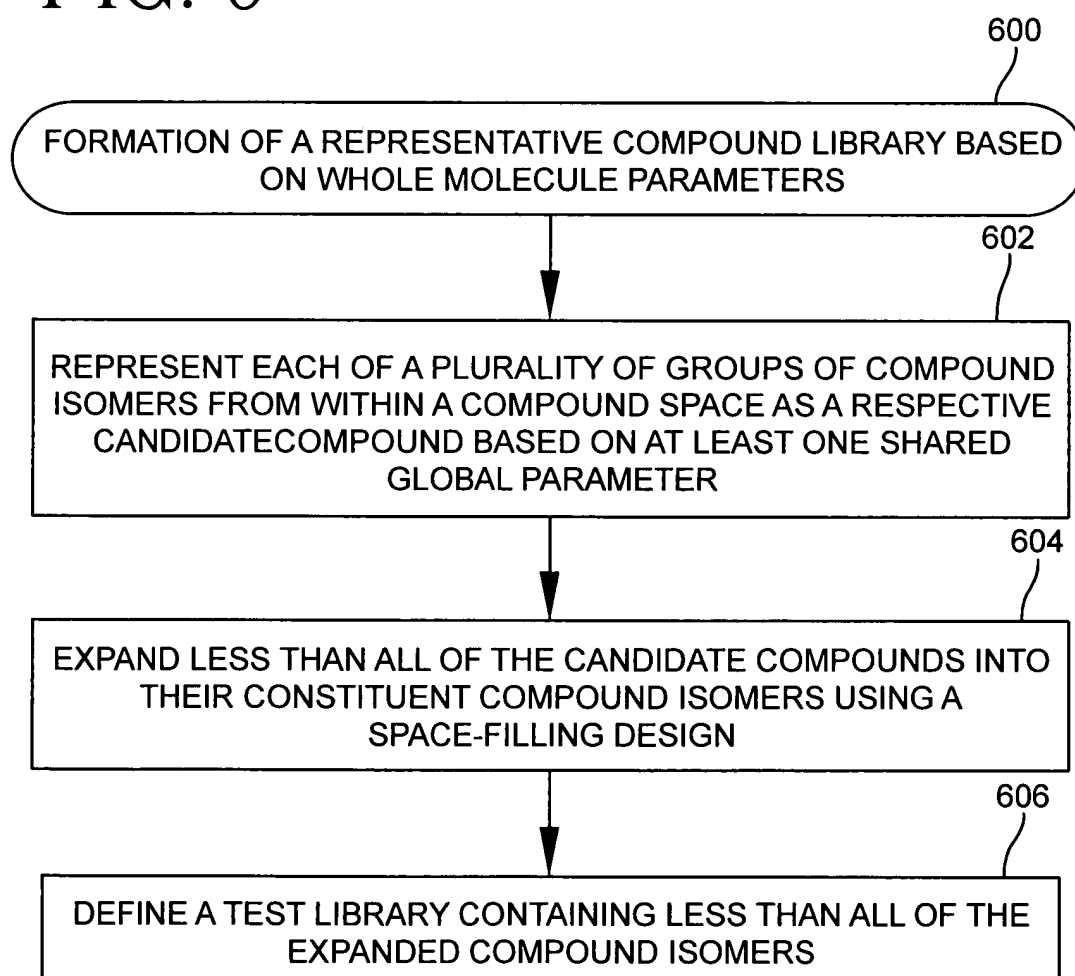 600
FORMATION OF A REPRESENTATIVE COMPOUND LIBRARY BASED
ON WHOLE MOLECULE PARAMETERS
602
REPRESENT EACH OF A PLURALITY OF GROUPS OF COMPOUND
ISOMERS FROM WITHIN A COMPOUND SPACE AS A RESPECTIVE
CANDIDATECOMPOUND BASED ON AT LEAST ONE SHARED
GLOBAL PARAMETER
604
EXPAND LESS THAN ALL OF THE CANDIDATE COMPOUNDS INTO
THEIR CONSTITUENT COMPOUND ISOMERS USING A
SPACE-FILLING DESIGN
606
DEFINE A TEST LIBRARY CONTAINING LESS THAN ALL OF THE
EXPANDED COMPOUND ISOMERS